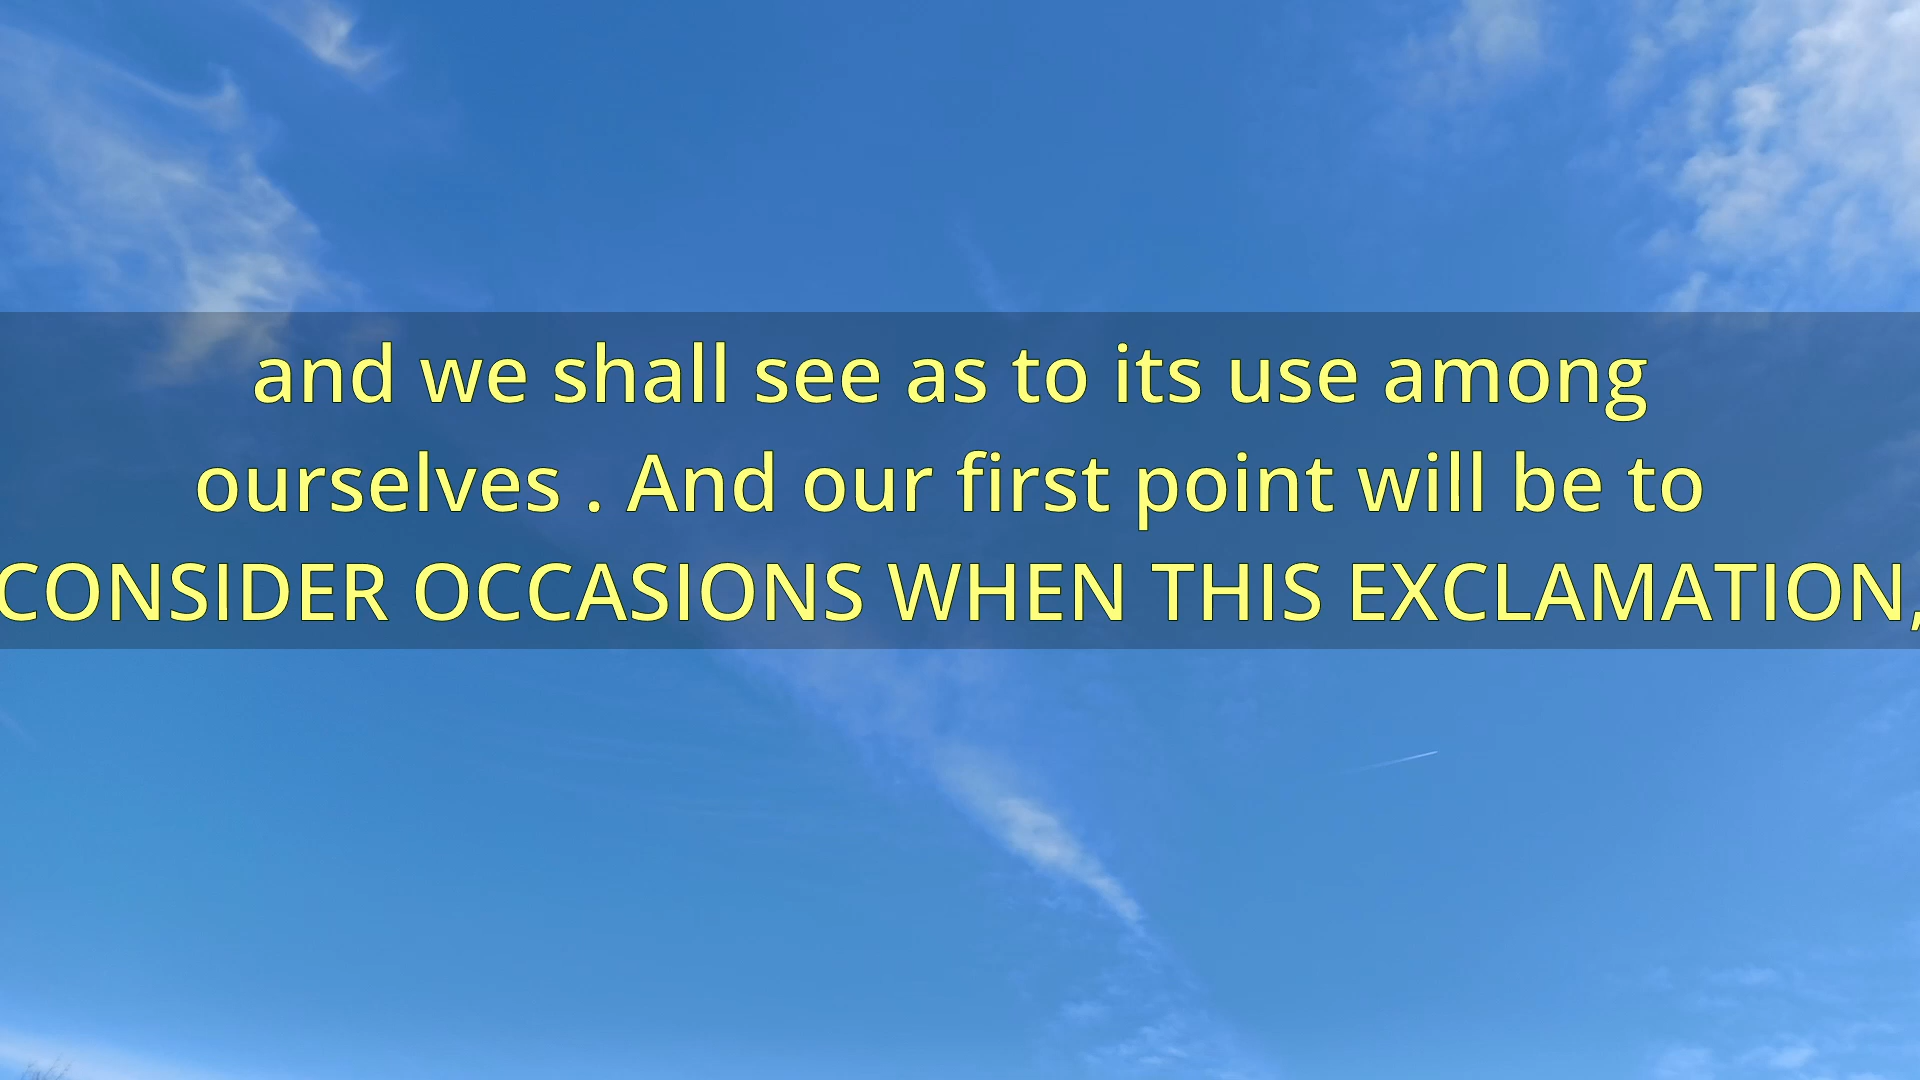 and we shall see as to its use among
ourselves . And our first point will be to
CONSIDER OCCASIONS WHEN THIS EXCLAMATION,